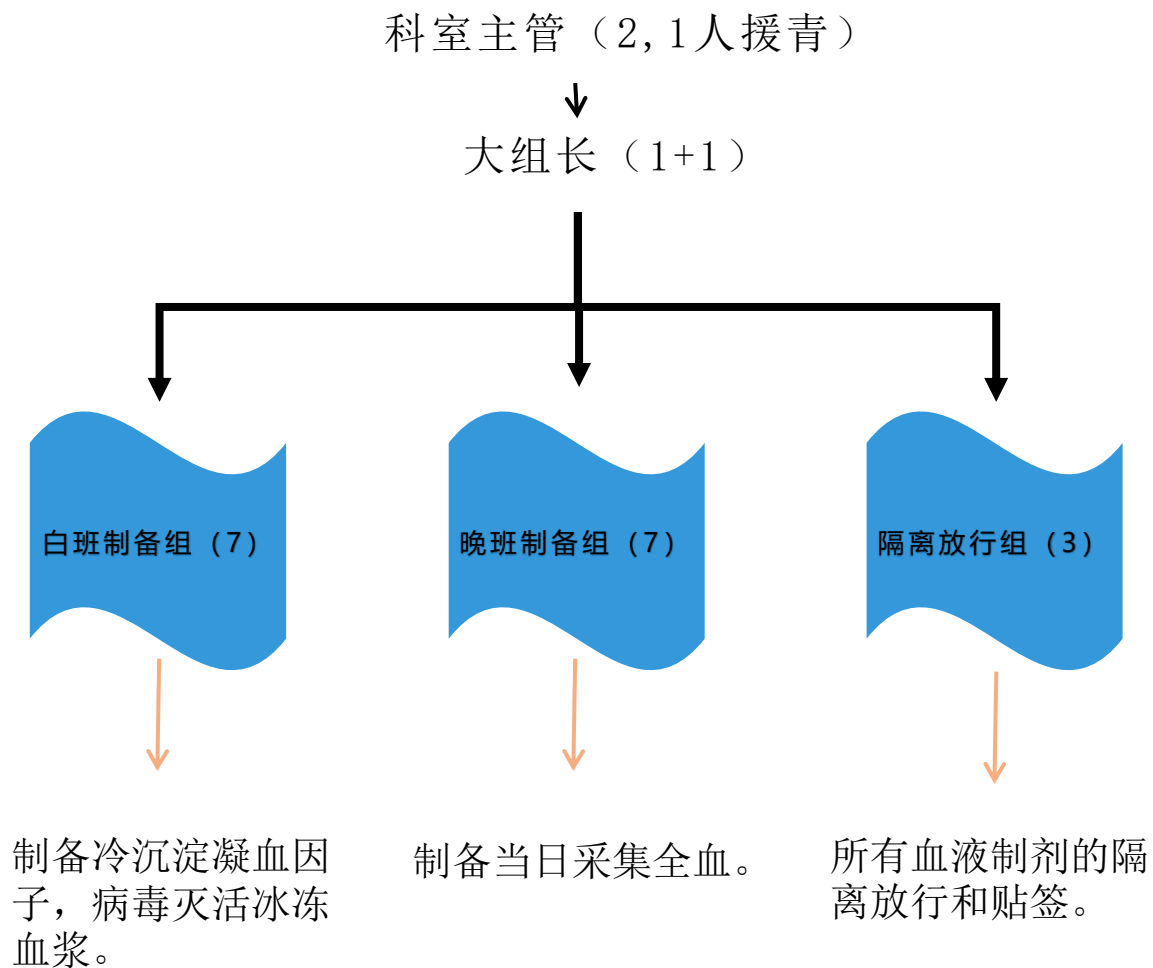 科室主管（2,1人援青）
大组长（1+1）
白班制备组（7）
晚班制备组（7）
隔离放行组（3）
制备冷沉淀凝血因
子，病毒灭活冰冻
血浆。
制备当日采集全血。
所有血液制剂的隔
离放行和贴签。